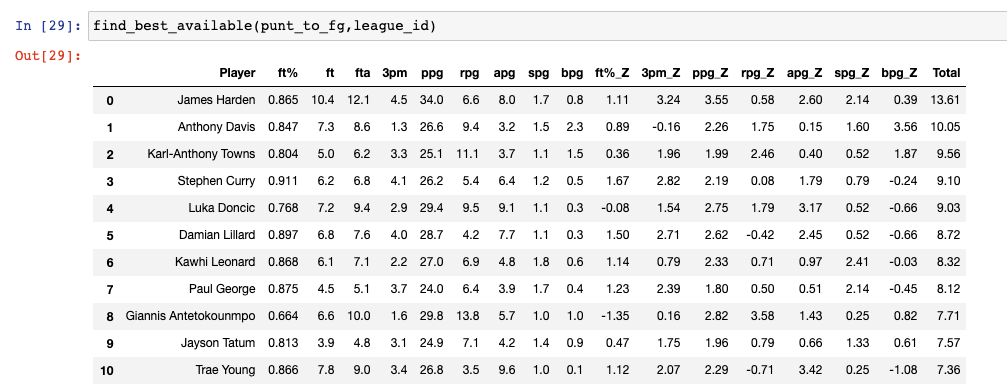 In [29]: find_best_available(punt_to_fg,league_id)
Out[29]:
Player ft% ft fta 3pm ppg rpg apg spg bpg ft%_Z 3pm_Z ppg_Z rpg_Z apg_Z spg_Z bpg_Z Total
0 James Harden 0.865 10.4 12.1 4.5 34.0 6.6 8.0 1.7 0.8 1.11 3.24 3.55 0.58 2.60 2.14 0.39 13.61
1 Anthony Davis 0.847 7.3 8.6 1.3 26.6 9.4 3.2 1.5 2.3 0.89 -0.16 2.26 1.75 0.15 1.60 3.56 10.05
2 Karl-Anthony Towns 0.804 5.0 6.2 3.3 25.1 11.1 3.7 1.1 1.5 0.36 1.96 1.99 2.46 0.40 0.52 1.87 9.56
3 Stephen Curry 0.911 6.2 6.8 4.1 26.2 5.4 6.4 1.2 0.5 1.67 2.82 2.19 0.08 1.79 0.79 -0.24 9.10
4 Luka Doncic 0.768 7.2 9.4 2.9 29.4 9.5 9.1 1.1 0.3 -0.08 1.54 2.75 1.79 3.17 0.52 -0.66 9.03
5 Damian Lillard 0.897 6.8 7.6 4.0 28.7 4.2 7.7 1.1 0.3 1.50 2.71 2.62 -0.42 2.45 0.52 -0.66 8.72
6 Kawhi Leonard 0.868 6.1 7.1 2.2 27.0 6.9 4.8 1.8 0.6 1.14 0.79 2.33 0.71 0.97 2.41 -0.03 8.32
7 Paul George 0.875 4.5 5.1 3.7 24.0 6.4 3.9 1.7 0.4 1.23 2.39 1.80 0.50 0.51 2.14 -0.45 8.12
8 Giannis Antetokounmpo 0.664 6.6 10.0 1.6 29.8 13.8 5.7 1.0 1.0 -1.35 0.16 2.82 3.58 1.43 0.25 0.82 7.71
9 Jayson Tatum 0.813 3.9 4.8 3.1 24.9 7.1 4.2 1.4 0.9 0.47 1.75 1.96 0.79 0.66 1.33 0.61 7.57
10 Trae Young 0.866 7.8 9.0 3.4 26.8 3.5 9.6 1.0 0.1 1.12 2.07 2.29 -0.71 3.42 0.25 -1.08 7.36